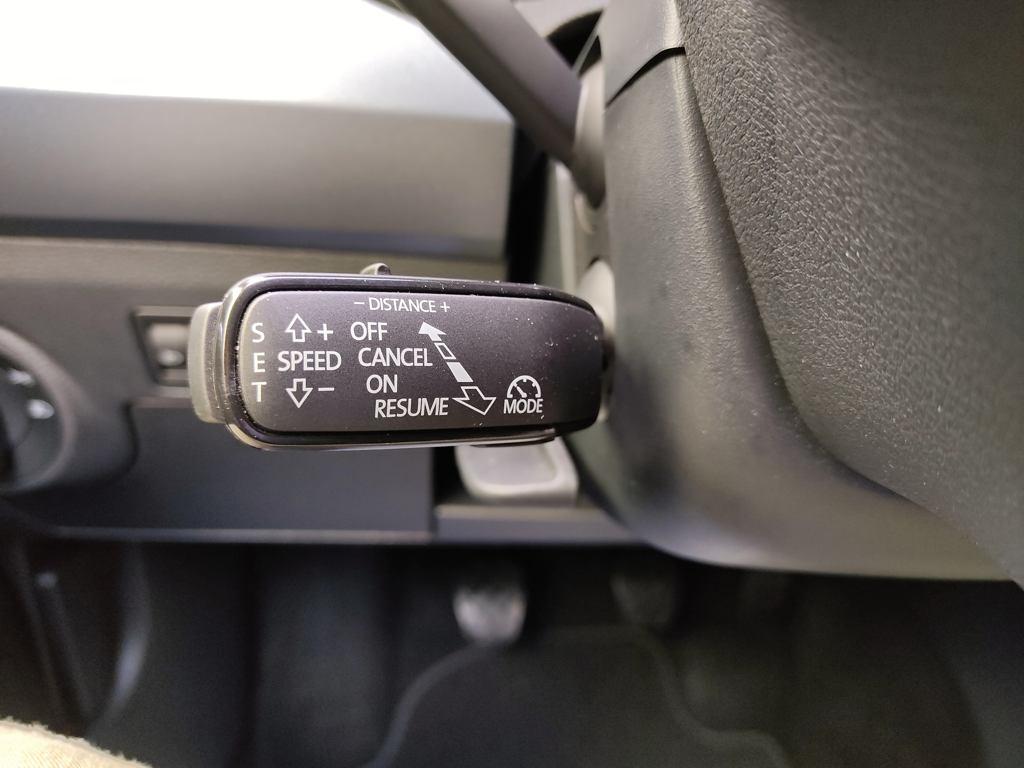 − DISTANCE +
S + OFF
E SPEED CANCEL
T − ON
RESUME MODE